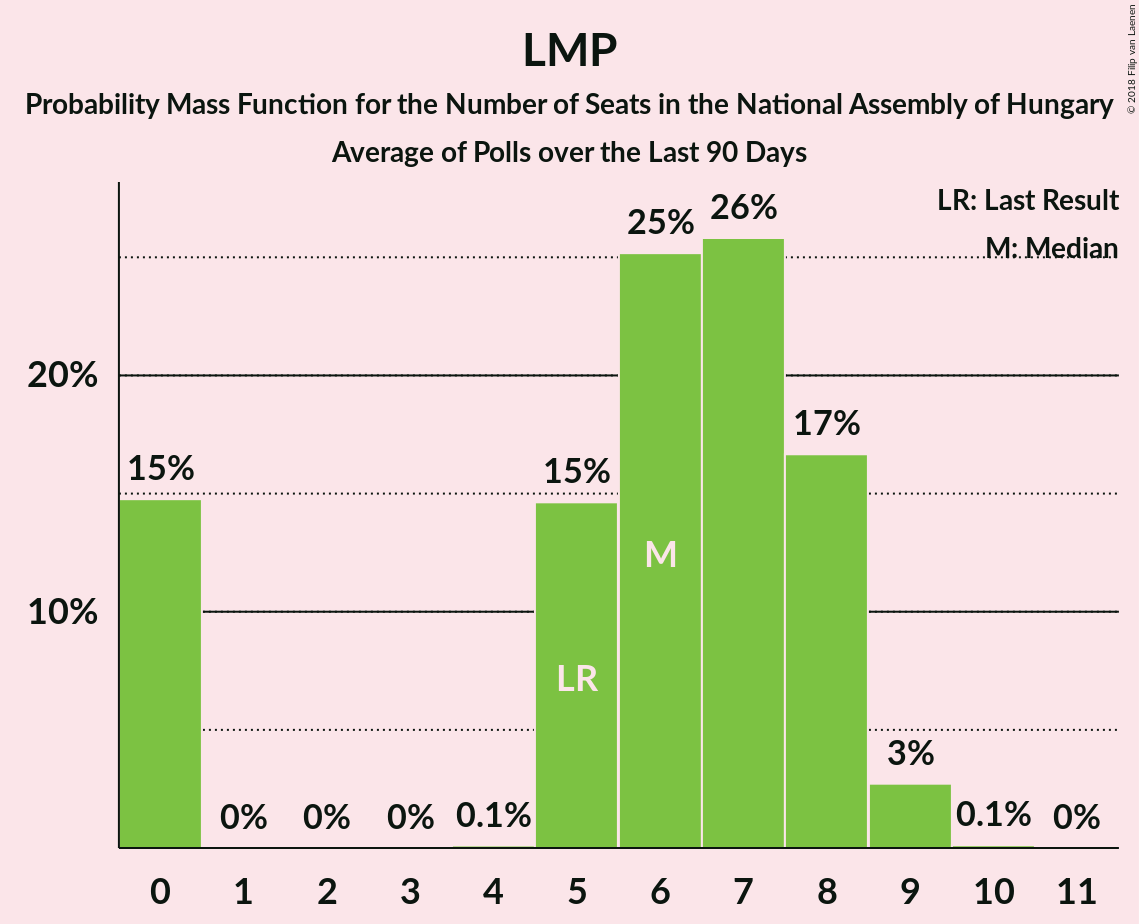 LMP
Probability Mass Function for the Number of Seats in the National Assembly of Hungary
Average of Polls over the Last 90 Days
© 2018 Filip van Laenen
LR: Last Result
M: Median
20%
10%
15%
0%
0%
0%
0.1%
15%
25%
26%
17%
3%
0.1%
0%
M
LR
0 1 2 3 4 5 6 7 8 9 10 11